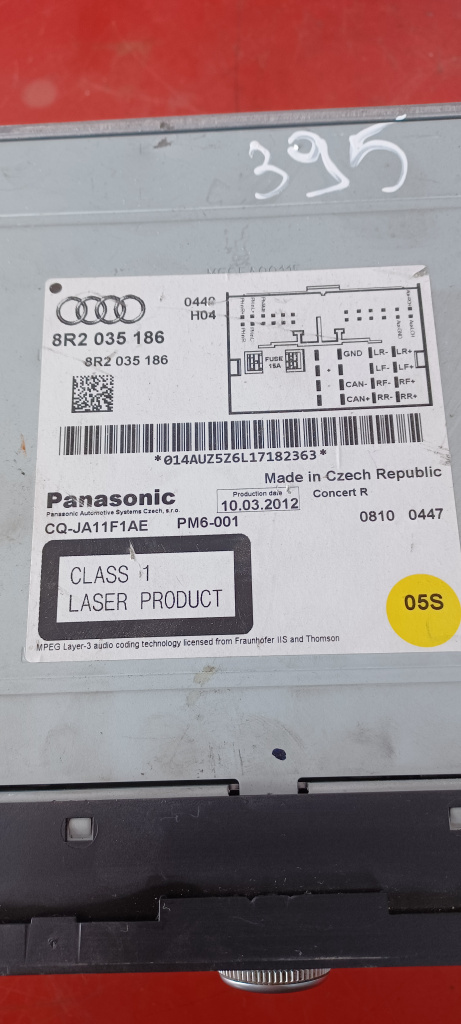 395
0448
H04
8R2 035 186
8R2 035 186
FUSE
15A
GND LR- LR+
LF- LF+
CAN- RF- RF+
CAN+ RR- RR+
*014AUZ5Z6L17182363*
Made in Czech Republic
Panasonic
Panasonic Automotive Systems Czech, s.r.o.
Production date
10.03.2012
Concert R
CQ-JA11F1AE PM6-001
0810 0447
CLASS 1
LASER PRODUCT
05S
MPEG Layer-3 audio coding technology licensed from Fraunhofer IIS and Thomson